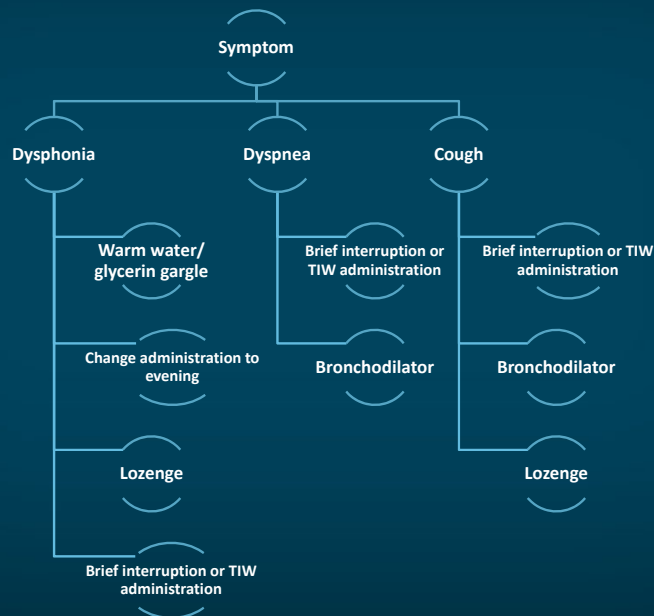 Symptom
Dysphonia
Warm water/
glycerin gargle
Change administration to
evening
Lozenge
Brief interruption or TIW
administration
Dyspnea
Brief interruption or
TIW administration
Bronchodilator
Cough
Brief interruption or TIW
administration
Bronchodilator
Lozenge